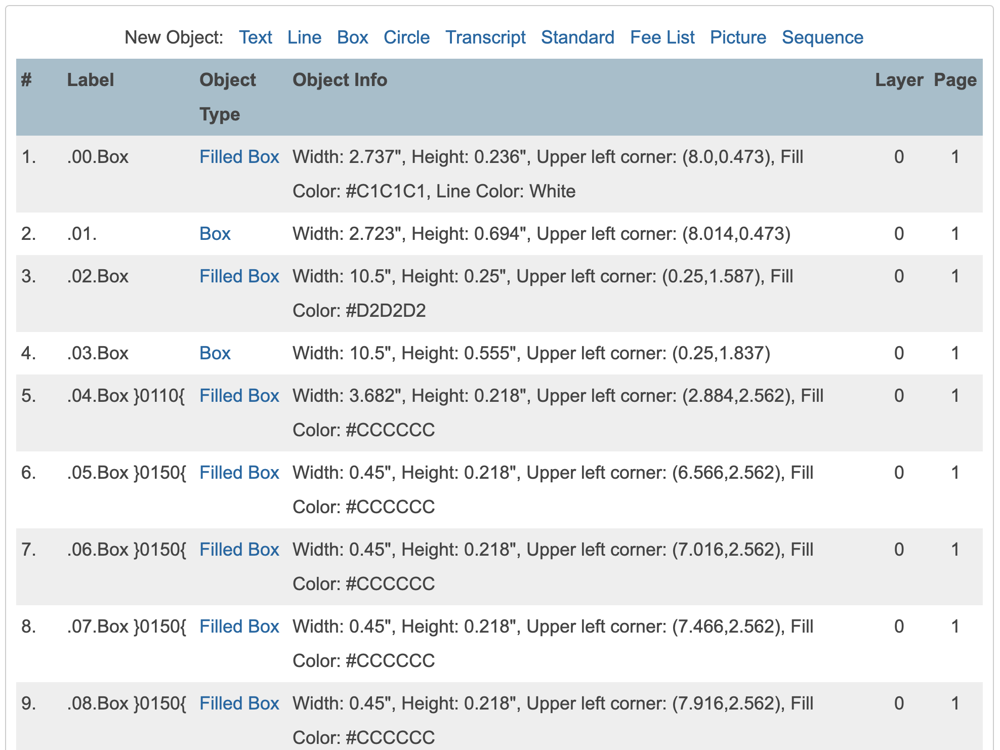 New Object: Text Line Box Circle Transcript Standard Fee List Picture Sequence
# Label Object Type Object Info Layer Page
1. .00.Box Filled Box Width: 2.737", Height: 0.236", Upper left corner: (8.0,0.473), Fill
Color: #C1C1C1, Line Color: White 0 1
2. .01. Box Width: 2.723", Height: 0.694", Upper left corner: (8.014,0.473) 0 1
3. .02.Box Filled Box Width: 10.5", Height: 0.25", Upper left corner: (0.25,1.587), Fill
Color: #D2D2D2 0 1
4. .03.Box Box Width: 10.5", Height: 0.555", Upper left corner: (0.25,1.837) 0 1
5. .04.Box }0110{ Filled Box Width: 3.682", Height: 0.218", Upper left corner: (2.884,2.562), Fill
Color: #CCCCCC 0 1
6. .05.Box }0150{ Filled Box Width: 0.45", Height: 0.218", Upper left corner: (6.566,2.562), Fill
Color: #CCCCCC 0 1
7. .06.Box }0150{ Filled Box Width: 0.45", Height: 0.218", Upper left corner: (7.016,2.562), Fill
Color: #CCCCCC 0 1
8. .07.Box }0150{ Filled Box Width: 0.45", Height: 0.218", Upper left corner: (7.466,2.562), Fill
Color: #CCCCCC 0 1
9. .08.Box }0150{ Filled Box Width: 0.45", Height: 0.218", Upper left corner: (7.916,2.562), Fill
Color: #CCCCCC 0 1